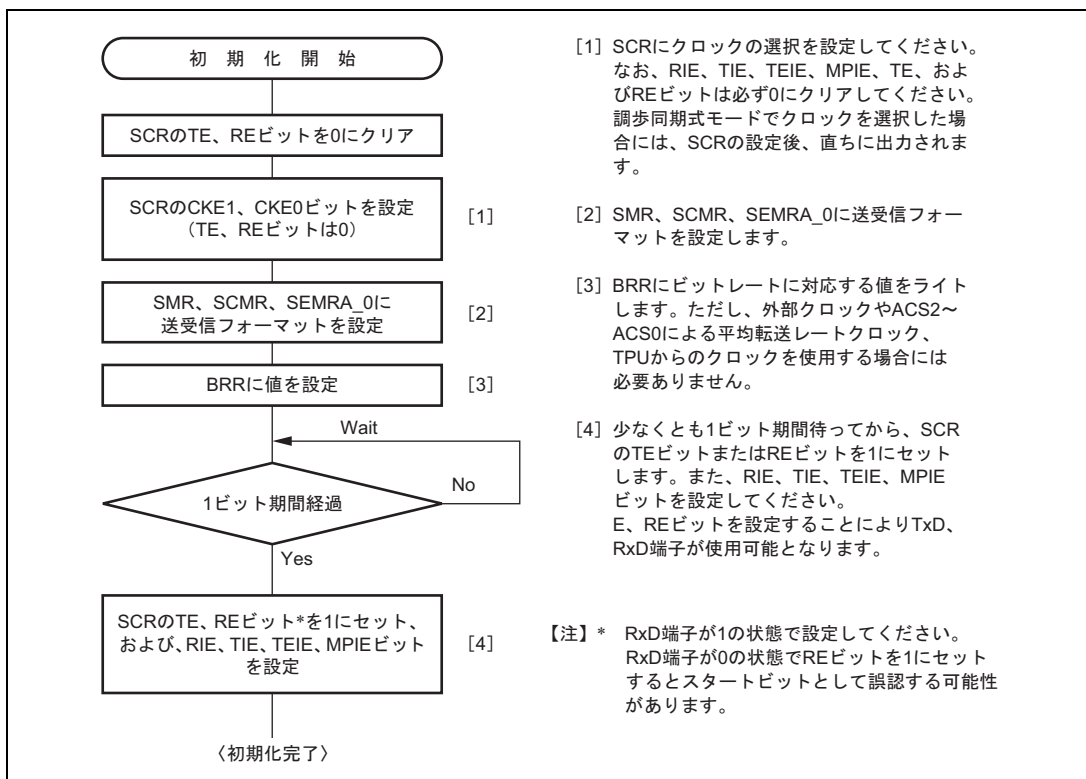 初 期 化 開 始
SCRのTE、REビットを0にクリア
SCRのCKE1、CKE0ビットを設定
（TE、REビットは0）
[1]
SMR、SCMR、SEMRA_0に
送受信フォーマットを設定
[2]
BRRに値を設定
[3]
Wait
1ビット期間経過
No
Yes
SCRのTE、REビット*を1にセット、
および、RIE、TIE、TEIE、MPIEビット
を設定
[4]
〈初期化完了〉
[1] SCRにクロックの選択を設定してください。
なお、RIE、TIE、TEIE、MPIE、TE、およ
びREビットは必ず0にクリアしてください。
調歩同期式モードでクロックを選択した場
合には、SCRの設定後、直ちに出力されま
す。
[2] SMR、SCMR、SEMRA_0に送受信フォー
マットを設定します。
[3] BRRにビットレートに対応する値をライト
します。ただし、外部クロックやACS2～
ACS0による平均転送レートクロック、
TPUからのクロックを使用する場合には
必要ありません。
[4] 少なくとも1ビット期間待ってから、SCR
のTEビットまたはREビットを1にセット
します。また、RIE、TIE、TEIE、MPIE
ビットを設定してください。
E、REビットを設定することによりTxD、
RxD端子が使用可能となります。
【注】* RxD端子が1の状態で設定してください。
RxD端子が0の状態でREビットを1にセット
するとスタートビットとして誤認する可能性
があります。